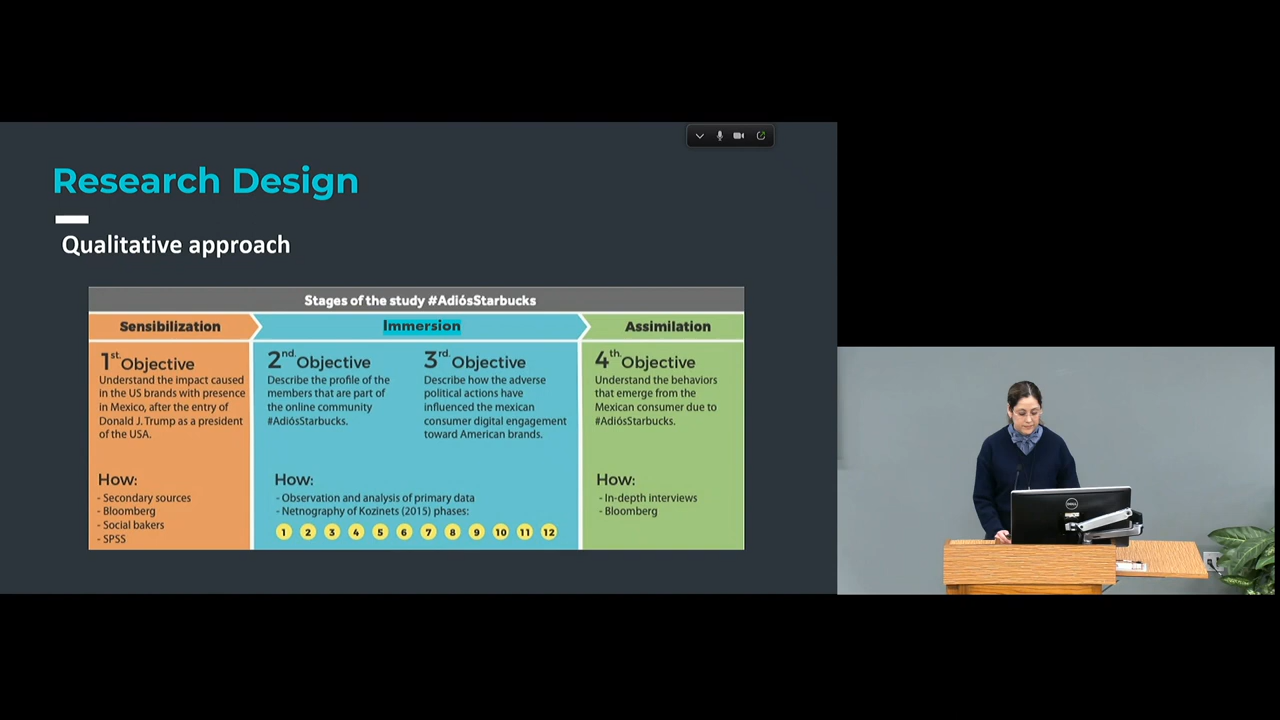 Research Design
Qualitative approach
Stages of the study #AdiósStarbucks
Sensibilization
Immersion
Assimilation
1st Objective
Understand the impact caused
in the US brands with presence
in Mexico, after the entry of
Donald J. Trump as a president
of the USA.
How:
- Secondary sources
- Bloomberg
- Social bakers
- SPSS
2nd Objective
Describe the profile of the
members that are part of
the online community
#AdiósStarbucks.
3rd Objective
Describe how the adverse
political actions have
influenced the mexican
consumer digital engagement
toward American brands.
How:
- Observation and analysis of primary data
- Netnography of Kozinets (2015) phases:
1 2 3 4 5 6 7 8 9 10 11 12
4th Objective
Understand the behaviors
that emerge from the
Mexican consumer due to
#AdiósStarbucks.
How:
- In-depth interviews
- Bloomberg
DELL